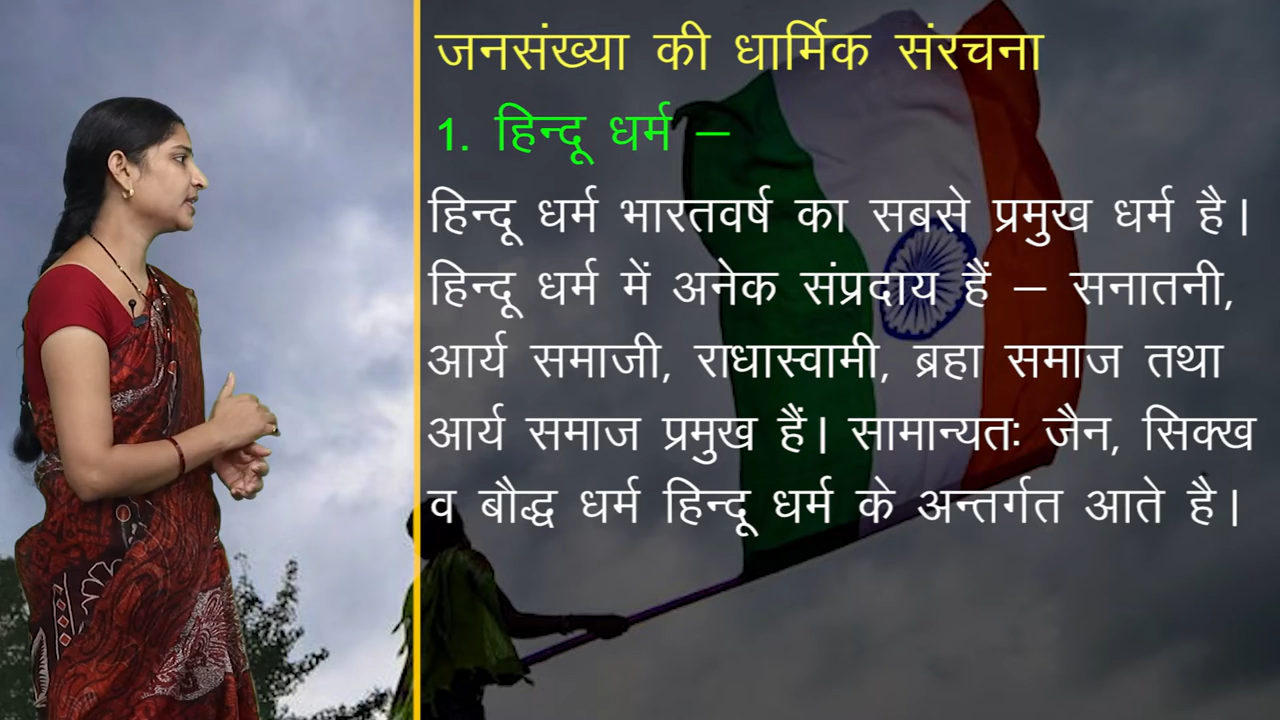 जनसंख्या की धार्मिक संरचना
1. हिन्दू धर्म –
हिन्दू धर्म भारतवर्ष का सबसे प्रमुख धर्म है।
हिन्दू धर्म में अनेक संप्रदाय हैं – सनातनी,
आर्य समाजी, राधास्वामी, ब्रहा समाज तथा
आर्य समाज प्रमुख हैं। सामान्यतः जैन, सिक्ख
व बौद्ध धर्म हिन्दू धर्म के अन्तर्गत आते है।